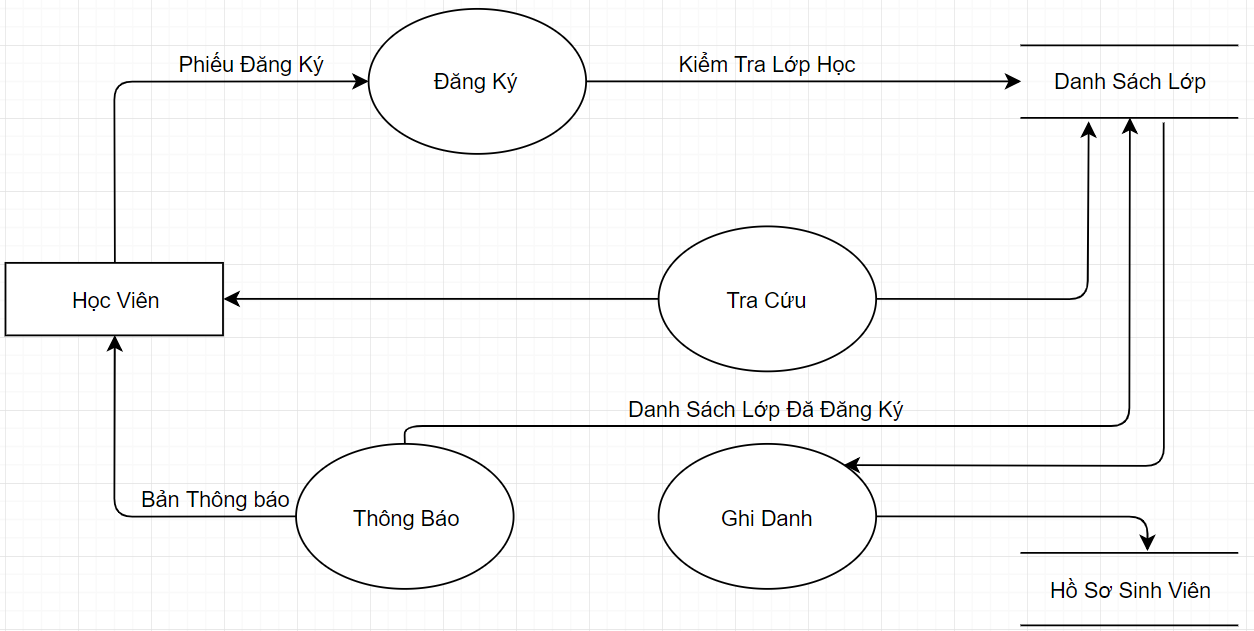 Phiếu Đăng Ký
Đăng Ký
Kiểm Tra Lớp Học
Danh Sách Lớp
Học Viên
Tra Cứu
Danh Sách Lớp Đã Đăng Ký
Bản Thông báo
Thông Báo
Ghi Danh
Hồ Sơ Sinh Viên